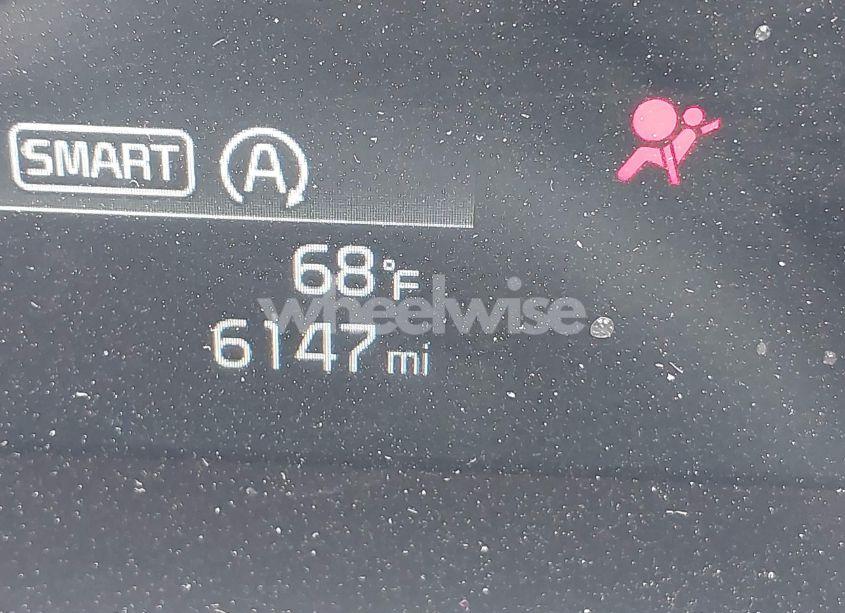 SMART A
68°F
wheelwise
6147 mi